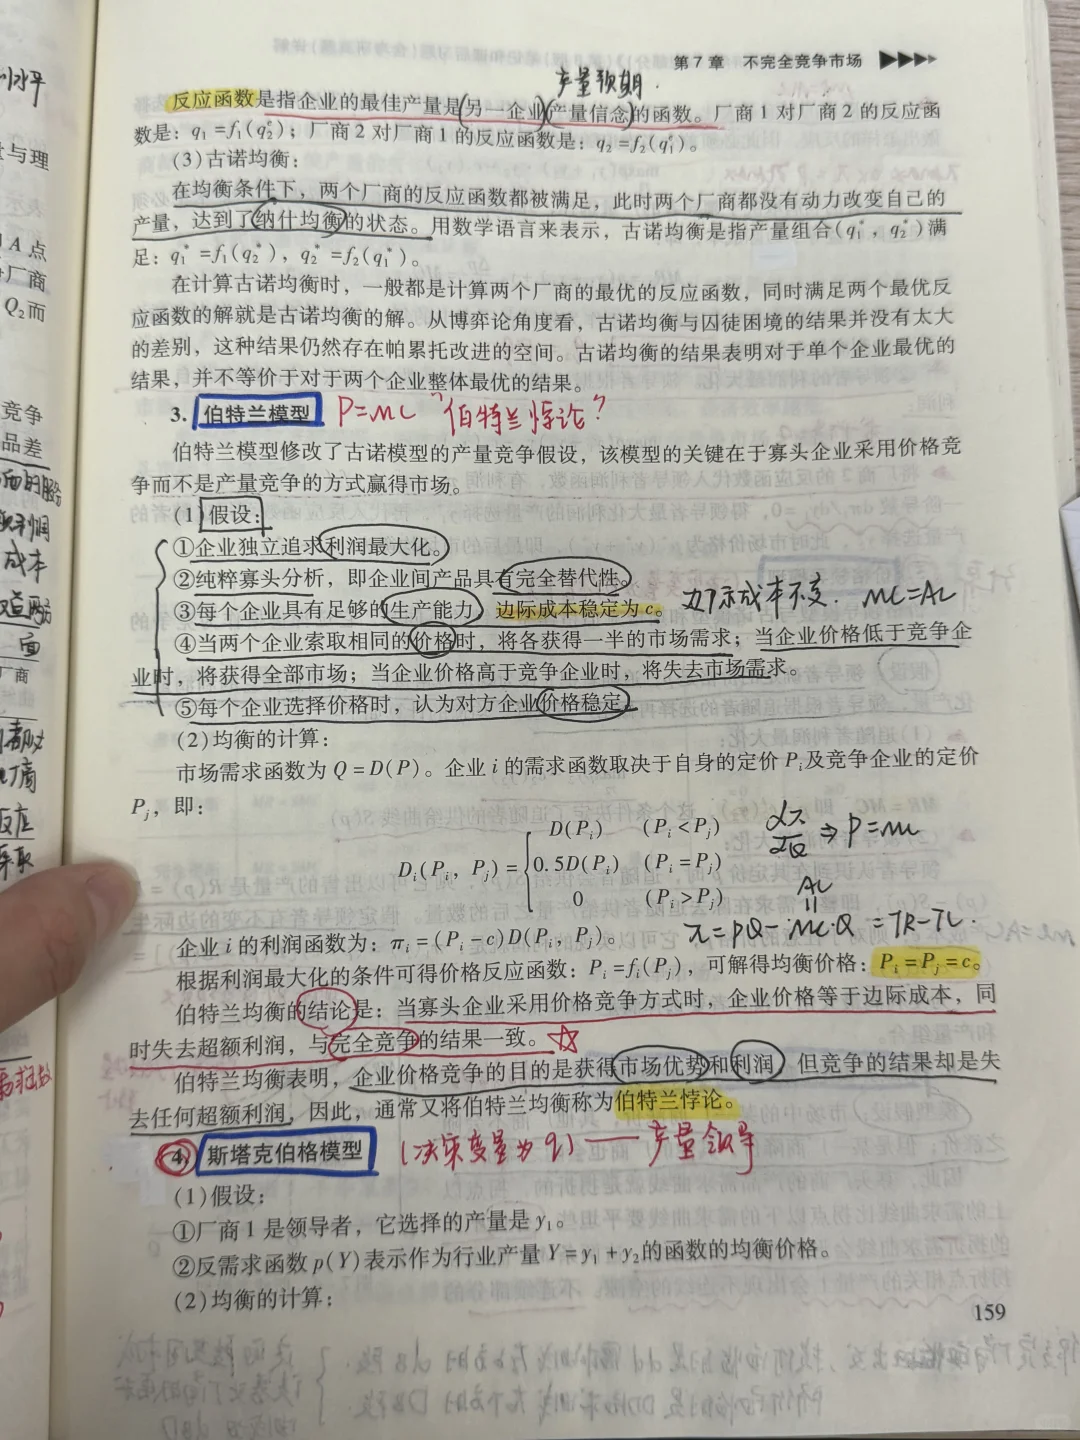 第7章 不完全竞争市场
产量预期
反应函数是指企业的最佳产量是另一企业产量信念的函数。厂商1对厂商2的反应函
数是：q₁=f₁(q₂*)；厂商2对厂商1的反应函数是：q₂=f₂(q₁*)。
(3)古诺均衡：
在均衡条件下，两个厂商的反应函数都被满足，此时两个厂商都没有动力改变自己的
产量，达到了纳什均衡的状态。用数学语言来表示，古诺均衡是指产量组合(q₁*，q₂*)满
足：q₁*=f₁(q₂*)，q₂*=f₂(q₁*)。
在计算古诺均衡时，一般都是计算两个厂商的最优的反应函数，同时满足两个最优反
应函数的解就是古诺均衡的解。从博弈论角度看，古诺均衡与囚徒困境的结果并没有太大
的差别，这种结果仍然存在帕累托改进的空间。古诺均衡的结果表明对于单个企业最优的
结果，并不等价于对于两个企业整体最优的结果。
3. 伯特兰模型 P=MC "伯特兰悖论?
伯特兰模型修改了古诺模型的产量竞争假设，该模型的关键在于寡头企业采用价格竞
争而不是产量竞争的方式赢得市场。
(1)假设：
①企业独立追求利润最大化。
②纯粹寡头分析，即企业间产品具有完全替代性。
③每个企业具有足够的生产能力，边际成本稳定为c。 边际成本不变. MC=AC
④当两个企业索取相同的价格时，将各获得一半的市场需求；当企业价格低于竞争企
业时，将获得全部市场；当企业价格高于竞争企业时，将失去市场需求。
⑤每个企业选择价格时，认为对方企业价格稳定。
(2)均衡的计算：
市场需求函数为Q=D(P)。企业i的需求函数取决于自身的定价Pᵢ及竞争企业的定价
Pⱼ，即：
D(Pᵢ) (Pᵢ<Pⱼ)
Dᵢ(Pᵢ，Pⱼ)={0.5D(Pᵢ) (Pᵢ=Pⱼ)
0 (Pᵢ>Pⱼ)
dπ/dQ ⇒ P=MC
AC
π=PQ-MC·Q =TR-TC.
企业i的利润函数为：πᵢ=(Pᵢ-c)D(Pᵢ，Pⱼ)。
根据利润最大化的条件可得价格反应函数：Pᵢ=fᵢ(Pⱼ)，可解得均衡价格：Pᵢ=Pⱼ=c。
伯特兰均衡的结论是：当寡头企业采用价格竞争方式时，企业价格等于边际成本，同
时失去超额利润，与完全竞争的结果一致。☆
伯特兰均衡表明，企业价格竞争的目的是获得市场优势和利润，但竞争的结果却是失
去任何超额利润，因此，通常又将伯特兰均衡称为伯特兰悖论。
4. 斯塔克伯格模型 (决策变量为q)——产量领导
(1)假设：
①厂商1是领导者，它选择的产量是y₁。
②反需求函数p(Y)表示作为行业产量Y=y₁+y₂的函数的均衡价格。
(2)均衡的计算：
159
水平
与理
A点
厂商
Q₂而
竞争
品差
利润
成本
面
厂商
反应
采取